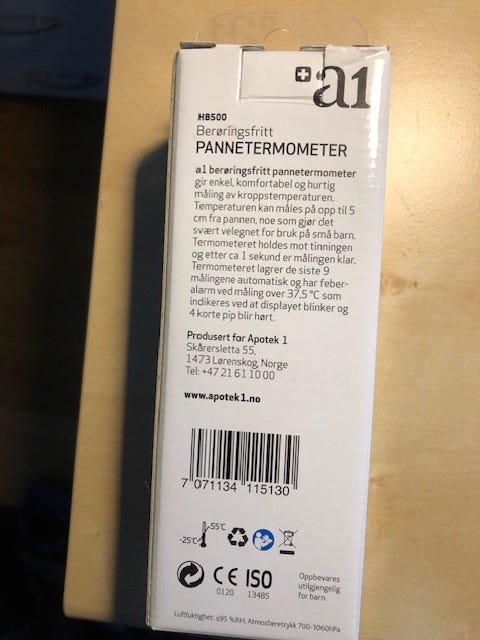 a1
HB500
Berøringsfritt
PANNETERMOMETER
a1 berøringsfritt pannetermometer
gir enkel, komfortabel og hurtig
måling av kroppstemperaturen.
Temperaturen kan måles på opp til 5
cm fra pannen, noe som gjør det
svært velegnet for bruk på små barn.
Termometeret holdes mot tinningen
og etter ca 1 sekund er målingen klar.
Termometeret lagrer de siste 9
målingene automatisk og har feber-
alarm ved måling over 37,5 °C som
indikeres ved at displayet blinker og
4 korte pip blir hørt.
Produsert for Apotek 1
Skårersletta 55,
1473 Lørenskog, Norge
Tel: +47 21 61 10 00
www.apotek1.no
7 071134 115130
-25°C 55°C
CE ISO
0120 13485
Oppbevares
utilgjengelig
for barn.
Luftfuktighet: ≤95 %RH; Atmosfæretrykk 700-1060hPa